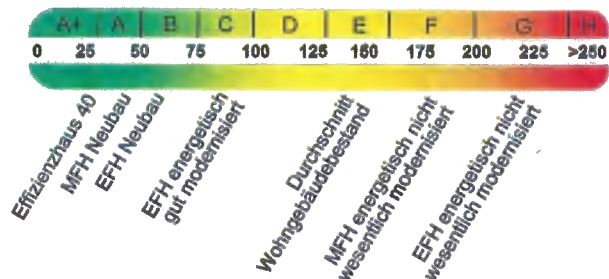 A+ A B C D E F G H
0 25 50 75 100 125 150 175 200 225 >250
Effizienzhaus 40
MFH Neubau
EFH Neubau
EFH energetisch
gut modernisiert
Durchschnitt
Wohngebäudebestand
MFH energetisch nicht
wesentlich modernisiert
EFH energetisch nicht
wesentlich modernisiert